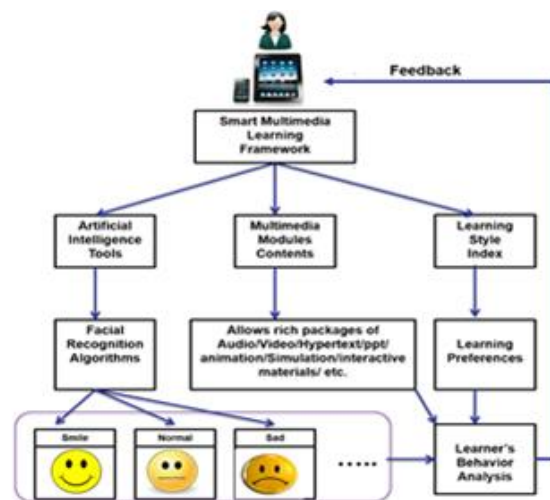 Feedback
Smart Multimedia
Learning
Framework
Artificial
Intelligence
Tools
Multimedia
Modules
Contents
Learning
Style
Index
Facial
Recognition
Algorithms
Allows rich packages of
Audio/Video/Hypertext/ppt/
animation/Simulation/interactive
materials/ etc.
Learning
Preferences
Smile
Normal
Sad
.....
Learner's
Behavior
Analysis